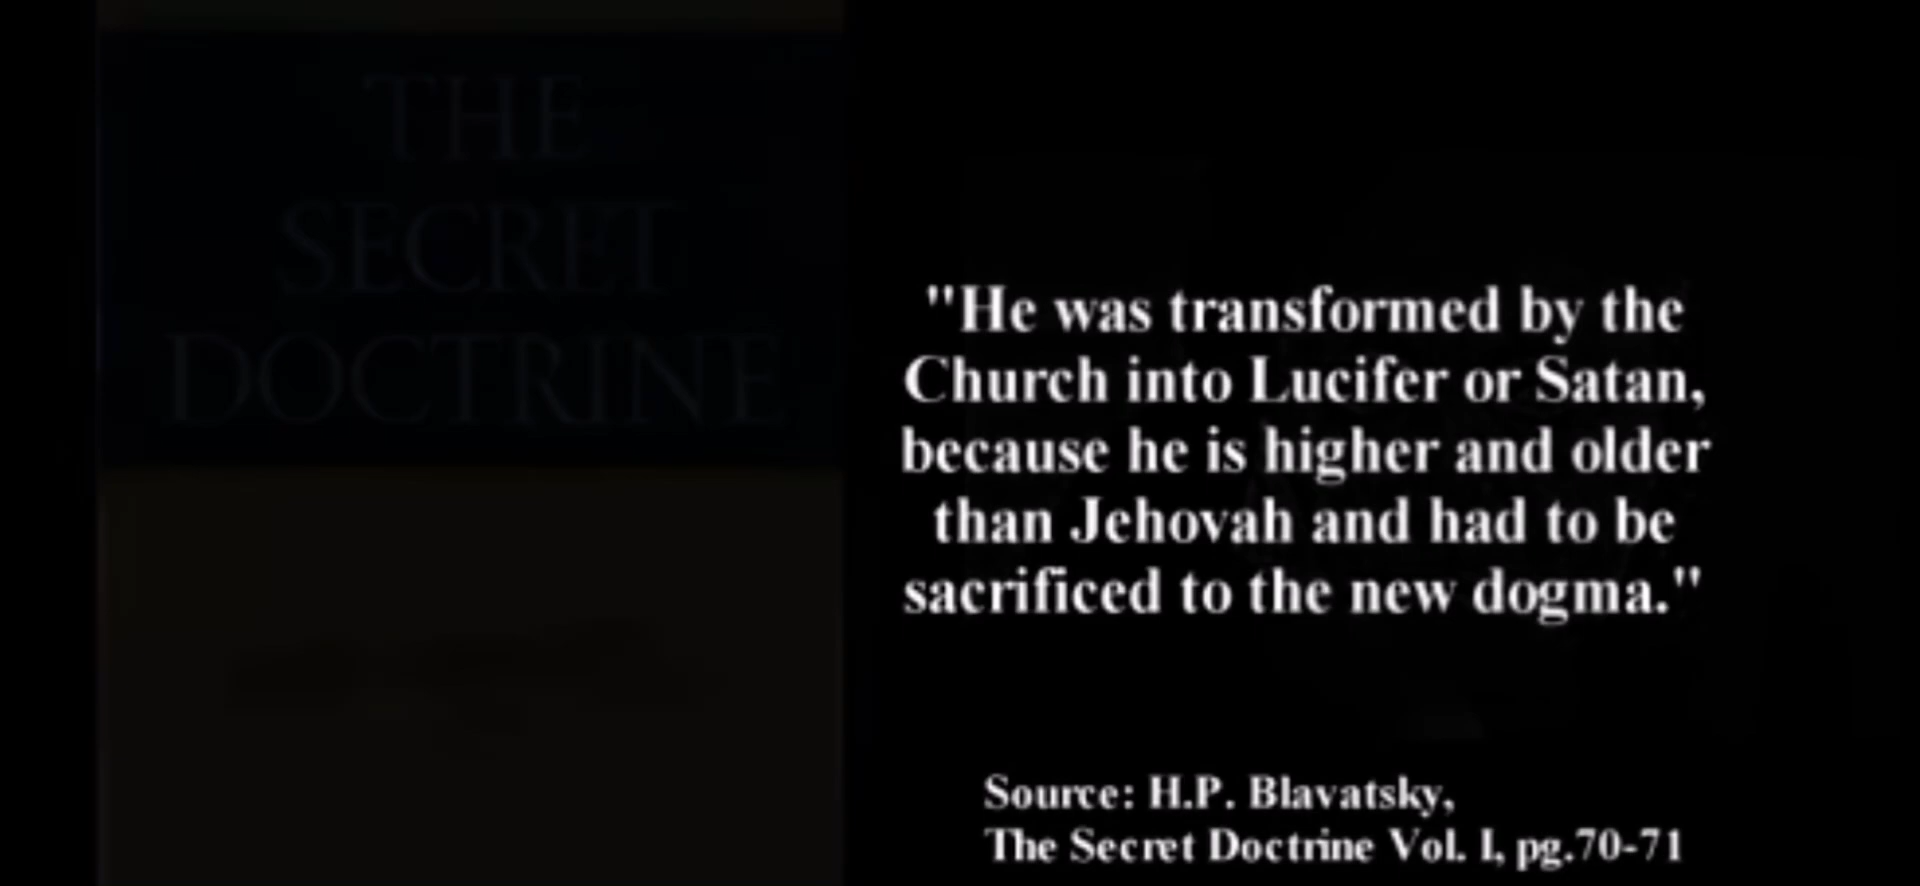 THE
SECRET
DOCTRINE
"He was transformed by the
Church into Lucifer or Satan,
because he is higher and older
than Jehovah and had to be
sacrificed to the new dogma."
Source: H.P. Blavatsky,
The Secret Doctrine Vol. I, pg.70-71